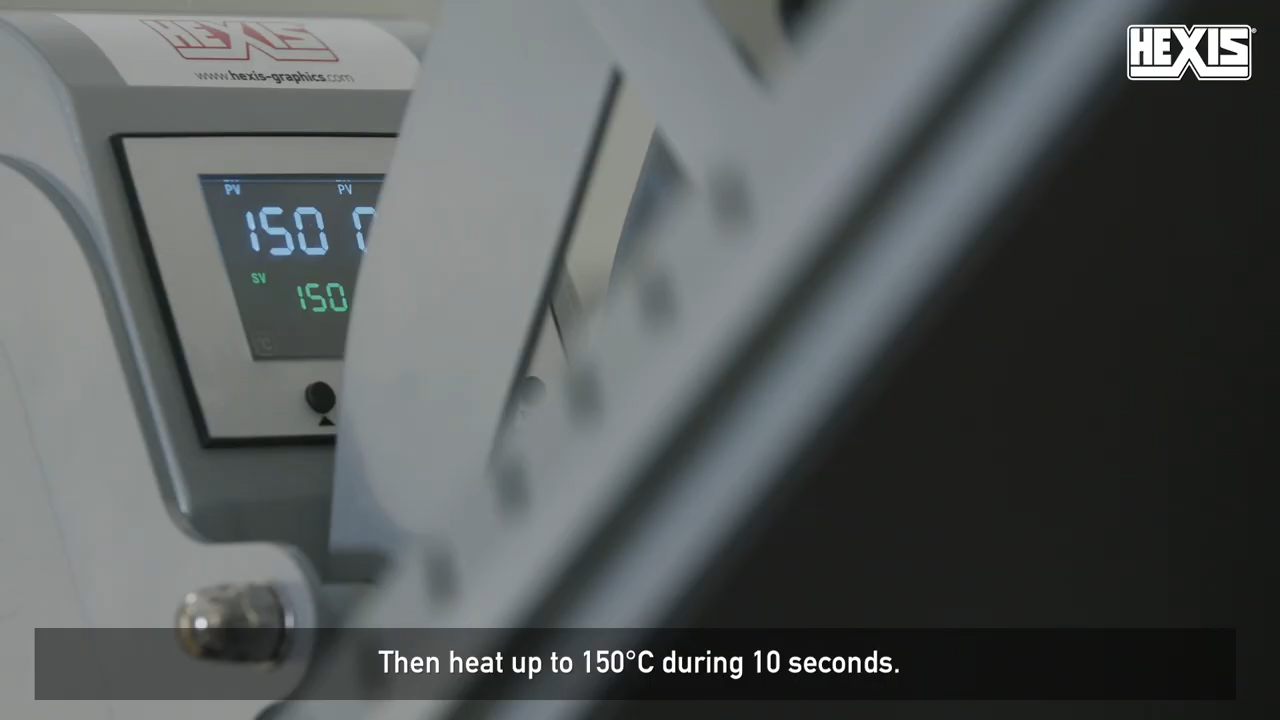 HEXIS
www.hexis-graphics.com
HEXIS
PV PV
150
SV
150
°C
Then heat up to 150°C during 10 seconds.